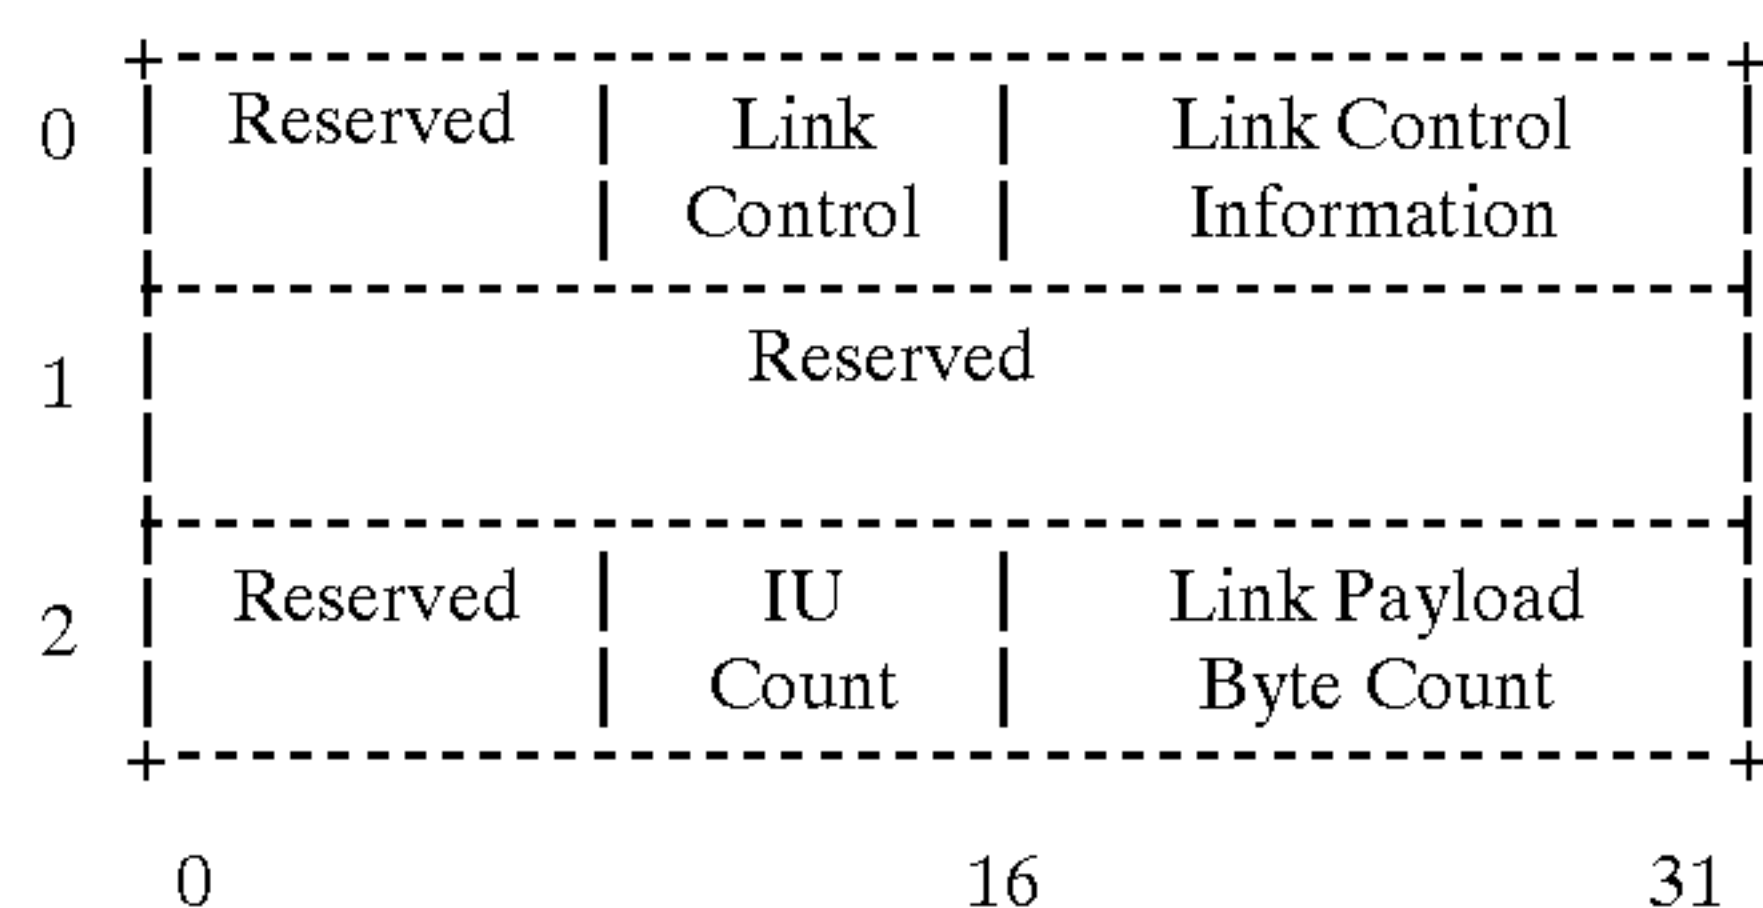 0 Reserved Link Link Control
Control Information
1 Reserved
2 Reserved IU Link Payload
Count Byte Count
0 16 31